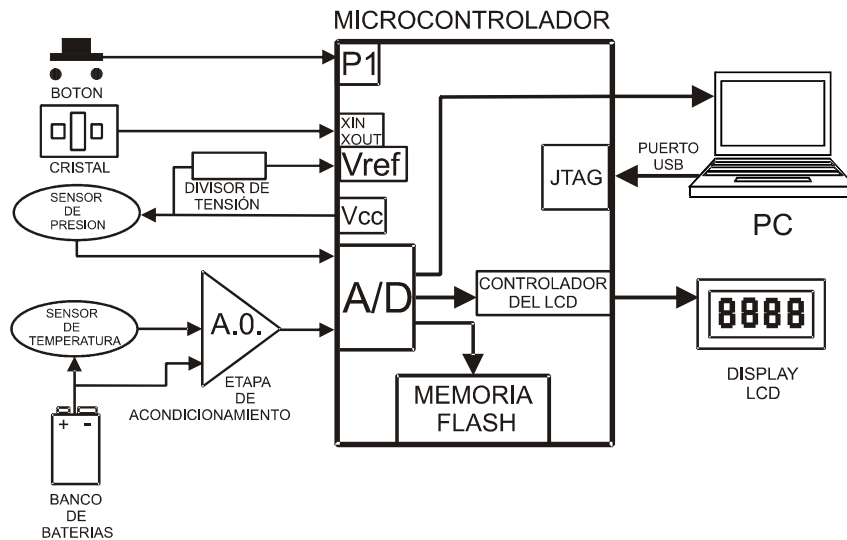 MICROCONTROLADOR
P1
BOTON
XIN
XOUT
CRISTAL
Vref
DIVISOR DE
TENSIÓN
SENSOR
DE
PRESION
Vcc
JTAG
PUERTO
USB
PC
A/D
CONTROLADOR
DEL LCD
8888
DISPLAY
LCD
SENSOR
DE
TEMPERATURA
A.0.
ETAPA
DE
ACONDICIONAMIENTO
MEMORIA
FLASH
+ -
BANCO
DE
BATERIAS